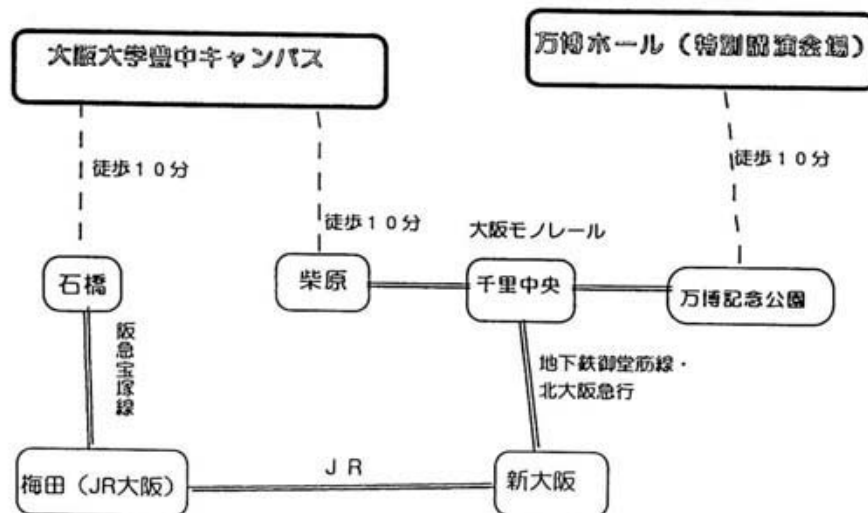 大阪大学豊中キャンパス
万博ホール（特別講演会場）
徒歩１０分
徒歩１０分
徒歩１０分
大阪モノレール
石橋
柴原
千里中央
万博記念公園
阪急宝塚線
地下鉄御堂筋線・
北大阪急行
梅田（JR大阪）
ＪＲ
新大阪